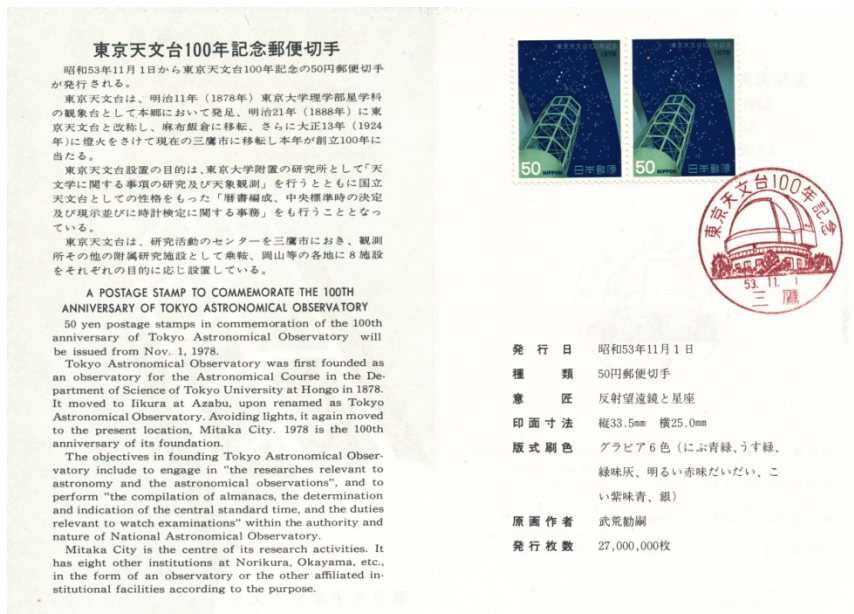 東京天文台100年記念郵便切手
昭和53年11月1日から東京天文台100年記念の50円郵便切手
が発行される。
東京天文台は、明治11年(1878年)東京大学理学部星学科
の観象台として本郷において発足、明治21年(1888年)に東
京天文台と改称し、麻布飯倉に移転、さらに大正13年(1924
年)に燈火をさけて現在の三鷹市に移転し本年が創立100年に
当たる。
東京天文台設置の目的は、東京大学附置の研究所として「天
文学に関する事項の研究及び天象観測」を行うとともに国立
天文台としての性格をもった「暦書編成、中央標準時の決定
及び現示並びに時計検定に関する事務」をも行うこととなっ
ている。
東京天文台は、研究活動のセンターを三鷹市におき、観測
所その他の附属研究施設として乗鞍、岡山等の各地に8施設
をそれぞれの目的に応じ設置している。
A POSTAGE STAMP TO COMMEMORATE THE 100TH
ANNIVERSARY OF TOKYO ASTRONOMICAL OBSERVATORY
50 yen postage stamps in commemoration of the 100th
anniversary of Tokyo Astronomical Observatory will
be issued from Nov. 1, 1978.
Tokyo Astronomical Observatory was first founded as
an observatory for the Astronomical Course in the De-
partment of Science of Tokyo University at Hongo in 1878.
It moved to Iikura at Azabu, upon renamed as Tokyo
Astronomical Observatory. Avoiding lights, it again moved
to the present location, Mitaka City. 1978 is the 100th
anniversary of its foundation.
The objectives in founding Tokyo Astronomical Obser-
vatory include to engage in "the researches relevant to
astronomy and the astronomical observations", and to
perform "the compilation of almanacs, the determination
and indication of the central standard time, and the duties
relevant to watch examinations" within the authority and
nature of National Astronomical Observatory.
Mitaka City is the centre of its research activities. It
has eight other institutions at Norikura, Okayama, etc.,
in the form of an observatory or the other affiliated in-
stitutional facilities according to the purpose.
東京天文台100年記念
1978
50 NIPPON 日本郵便
東京天文台100年記念
1978
50 NIPPON 日本郵便
東京天文台100年記念
53.11.1
三鷹
発行日 昭和53年11月1日
種類 50円郵便切手
意匠 反射望遠鏡と星座
印面寸法 縦33.5mm 横25.0mm
版式刷色 グラビア6色(にぶ青緑、うす緑、
緑味灰、明るい赤味だいだい、こ
い紫味青、銀)
原画作者 武荒勧嗣
発行枚数 27,000,000枚